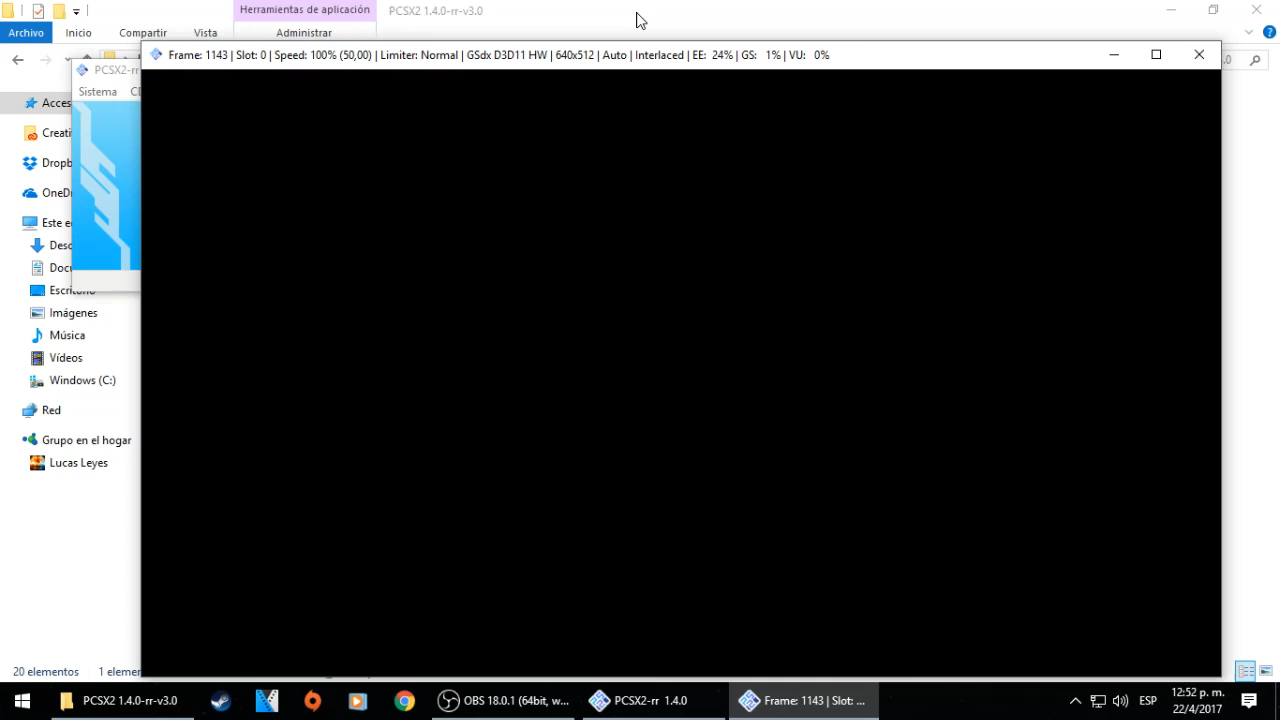 Herramientas de aplicación
PCSX2 1.4.0-rr-v3.0
Archivo
Inicio
Compartir
Vista
Administrar
Frame: 1143 | Slot: 0 | Speed: 100% (50,00) | Limiter: Normal | GSdx D3D11 HW | 640x512 | Auto | Interlaced | EE: 24% | GS: 1% | VU: 0%
PCSX2-rr
.0
Sistema
Escritorio
Imágenes
Música
Vídeos
Windows (C:)
Red
Grupo en el hogar
Lucas Leyes
20 elementos
PCSX2 1.4.0-rr-v3.0
OBS 18.0.1 (64bit, w...
PCSX2-rr 1.4.0
Frame: 1143 | Slot: ...
ESP
12:52 p. m.
22/4/2017